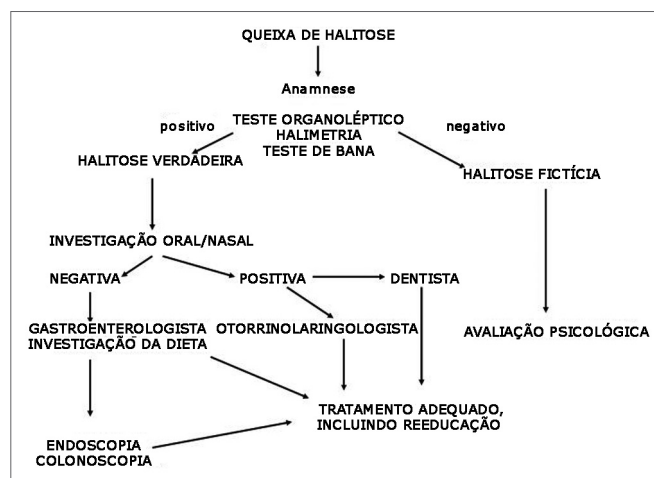 QUEIXA DE HALITOSE
Anamnese
TESTE ORGANOLÉPTICO
HALIMETRIA
TESTE DE BANA
positivo
negativo
HALITOSE VERDADEIRA
HALITOSE FICTÍCIA
INVESTIGAÇÃO ORAL/NASAL
NEGATIVA
POSITIVA
DENTISTA
GASTROENTEROLOGISTA
INVESTIGAÇÃO DA DIETA
OTORRINOLARINGOLOGISTA
AVALIAÇÃO PSICOLÓGICA
TRATAMENTO ADEQUADO,
INCLUINDO REEDUCAÇÃO
ENDOSCOPIA
COLONOSCOPIA